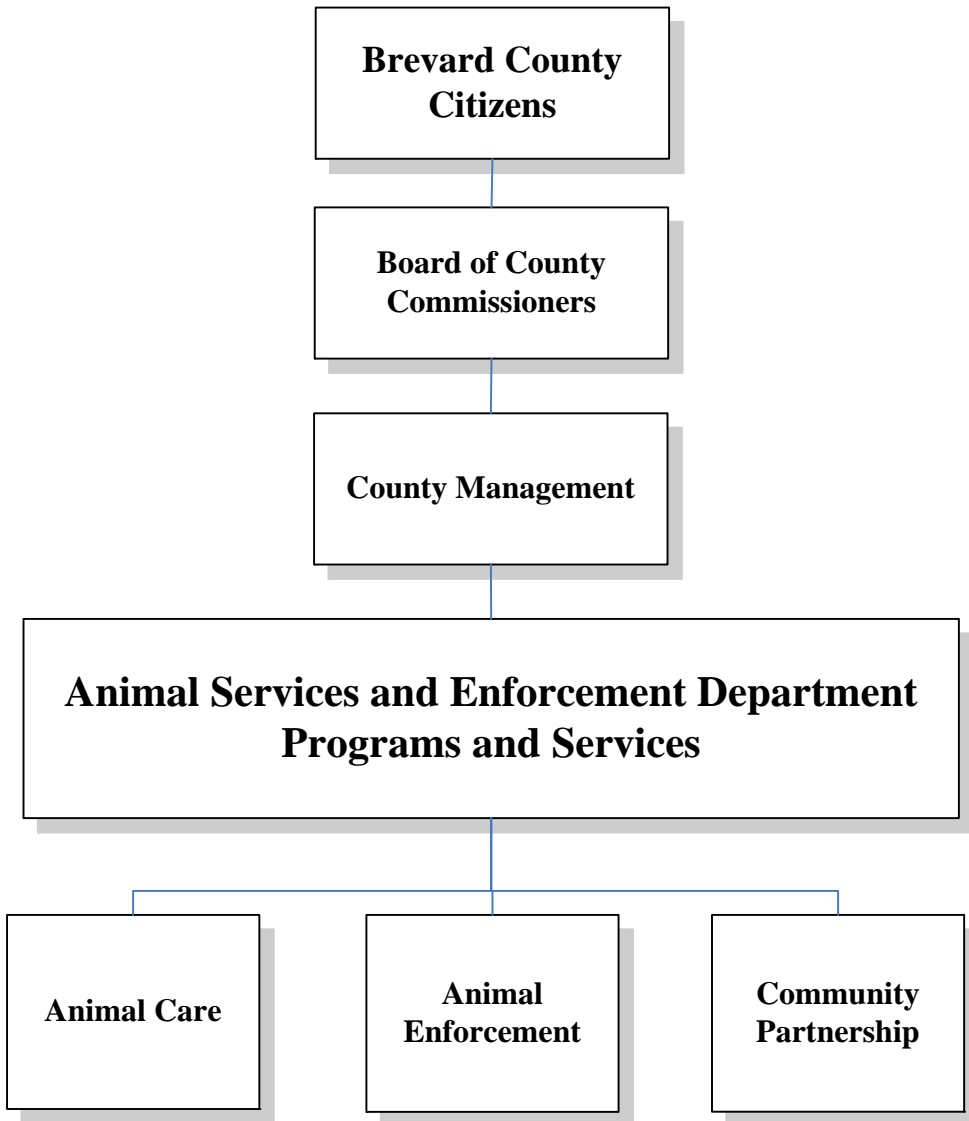 Brevard County
Citizens
Board of County
Commissioners
County Management
Animal Services and Enforcement Department
Programs and Services
Animal Care
Animal
Enforcement
Community
Partnership